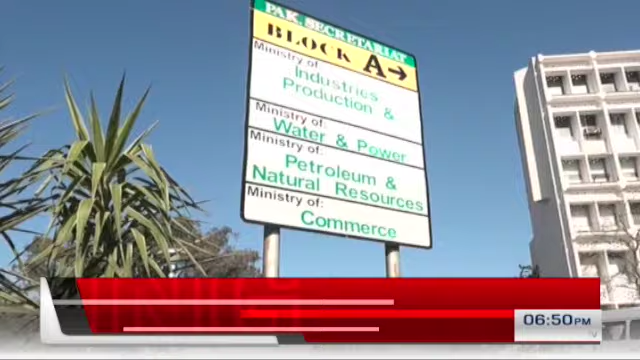 PAK. SECRETARIAT
BLOCK A→
Ministry of:
Industries
Production &
Ministry of:
Water & Power
Ministry of:
Petroleum &
Natural Resources
Ministry of:
Commerce
06:50PM